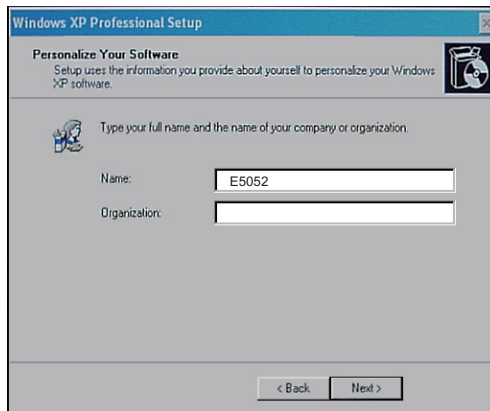 Windows XP Professional Setup
Personalize Your Software
Setup uses the information you provide about yourself to personalize your Windows
XP software.
Type your full name and the name of your company or organization.
Name:
E5052
Organization:
< Back
Next >